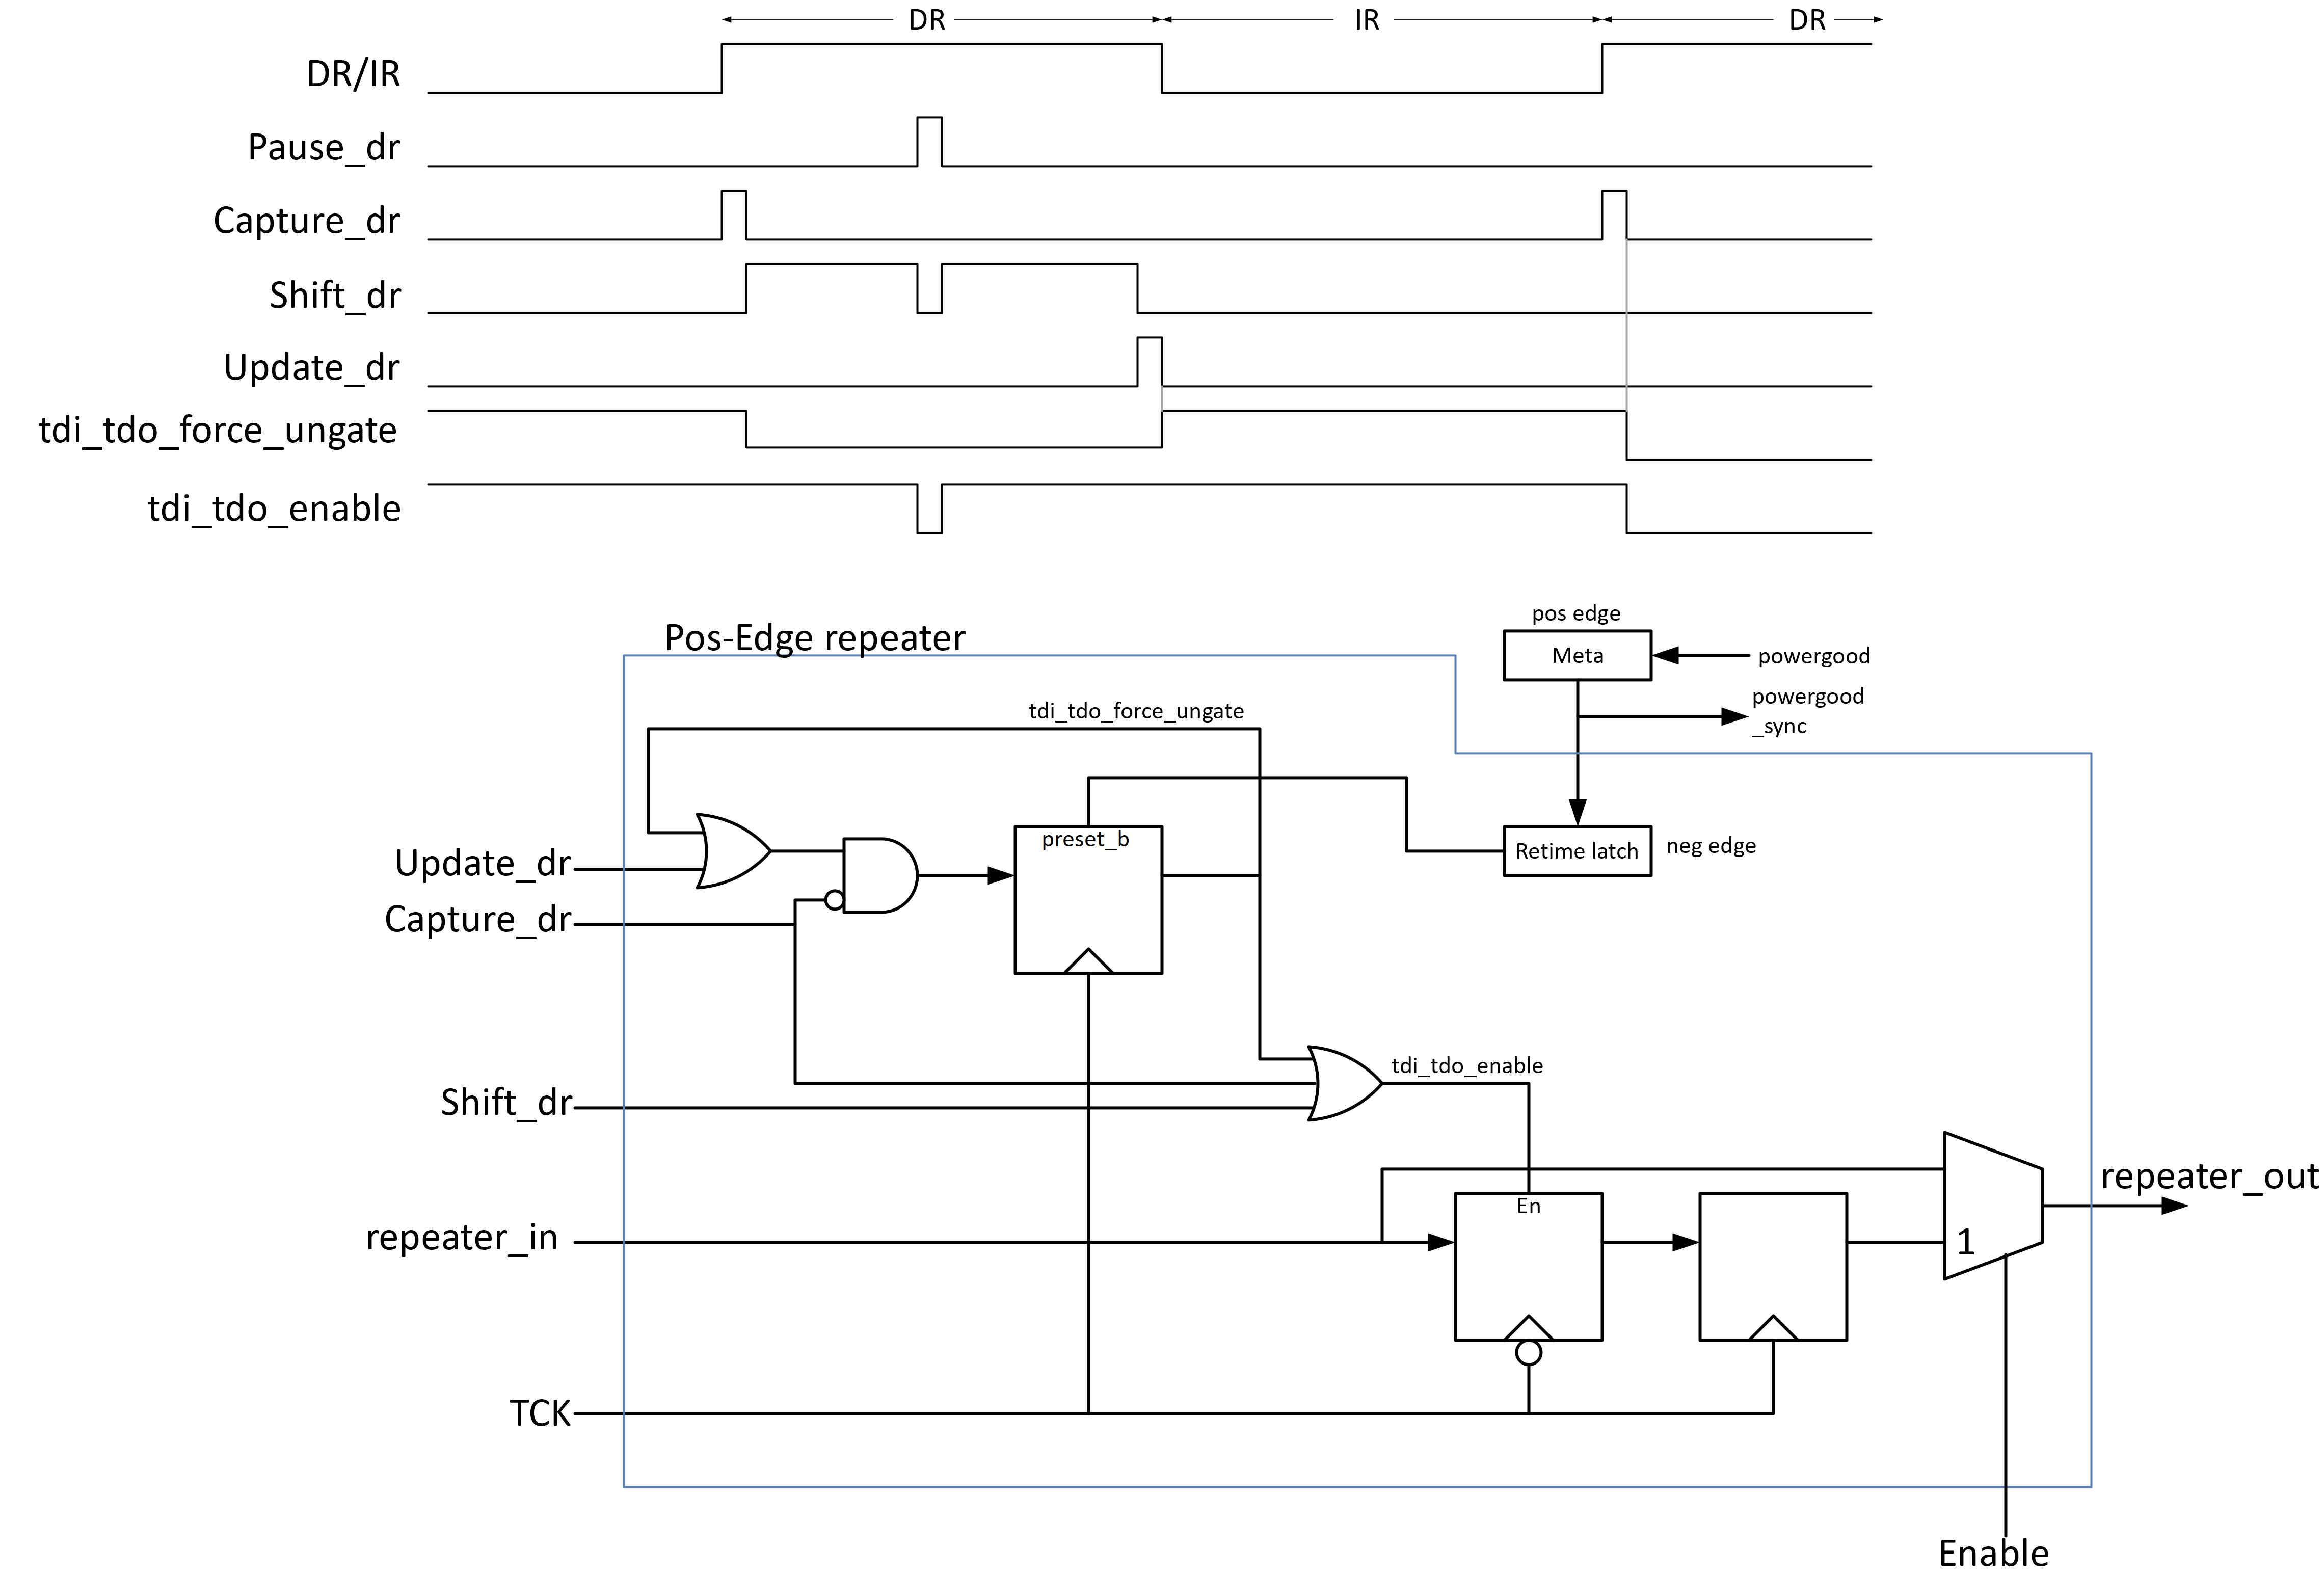 DR
IR
DR
DR/IR
Pause_dr
Capture_dr
Shift_dr
Update_dr
tdi_tdo_force_ungate
tdi_tdo_enable
pos edge
Pos-Edge repeater
Meta
powergood
powergood
_sync
tdi_tdo_force_ungate
preset_b
Retime latch
neg edge
Update_dr
Capture_dr
tdi_tdo_enable
Shift_dr
repeater_out
En
repeater_in
1
TCK
Enable